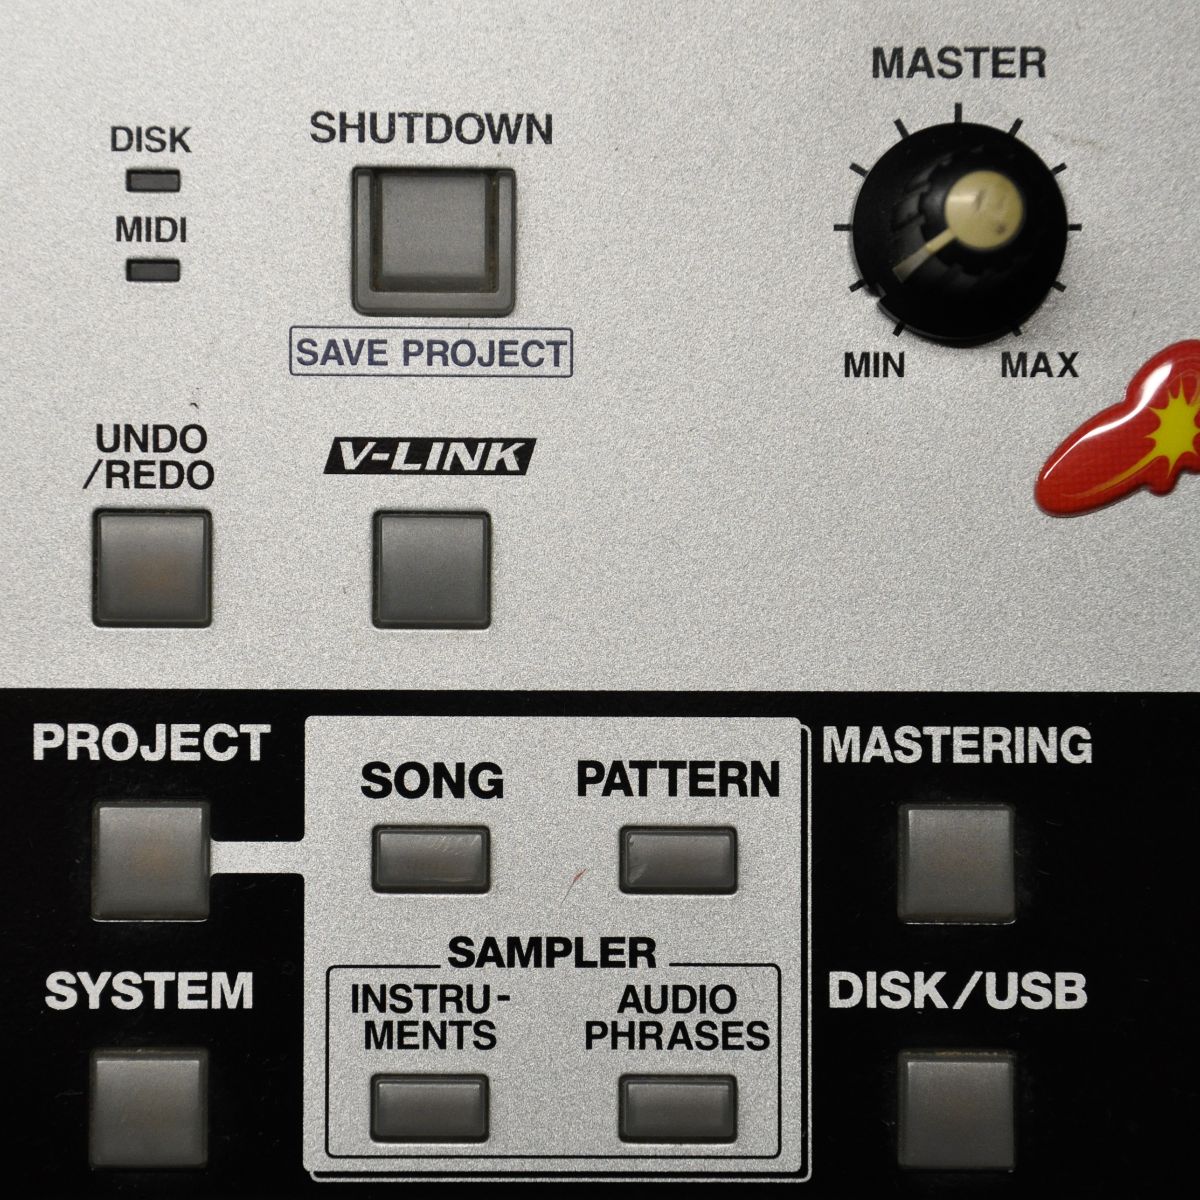 MASTER
DISK
SHUTDOWN
MIDI
SAVE PROJECT
MIN
MAX
UNDO
/REDO
V-LINK
PROJECT
SONG
PATTERN
MASTERING
SAMPLER
SYSTEM
INSTRU-
MENTS
AUDIO
PHRASES
DISK/USB